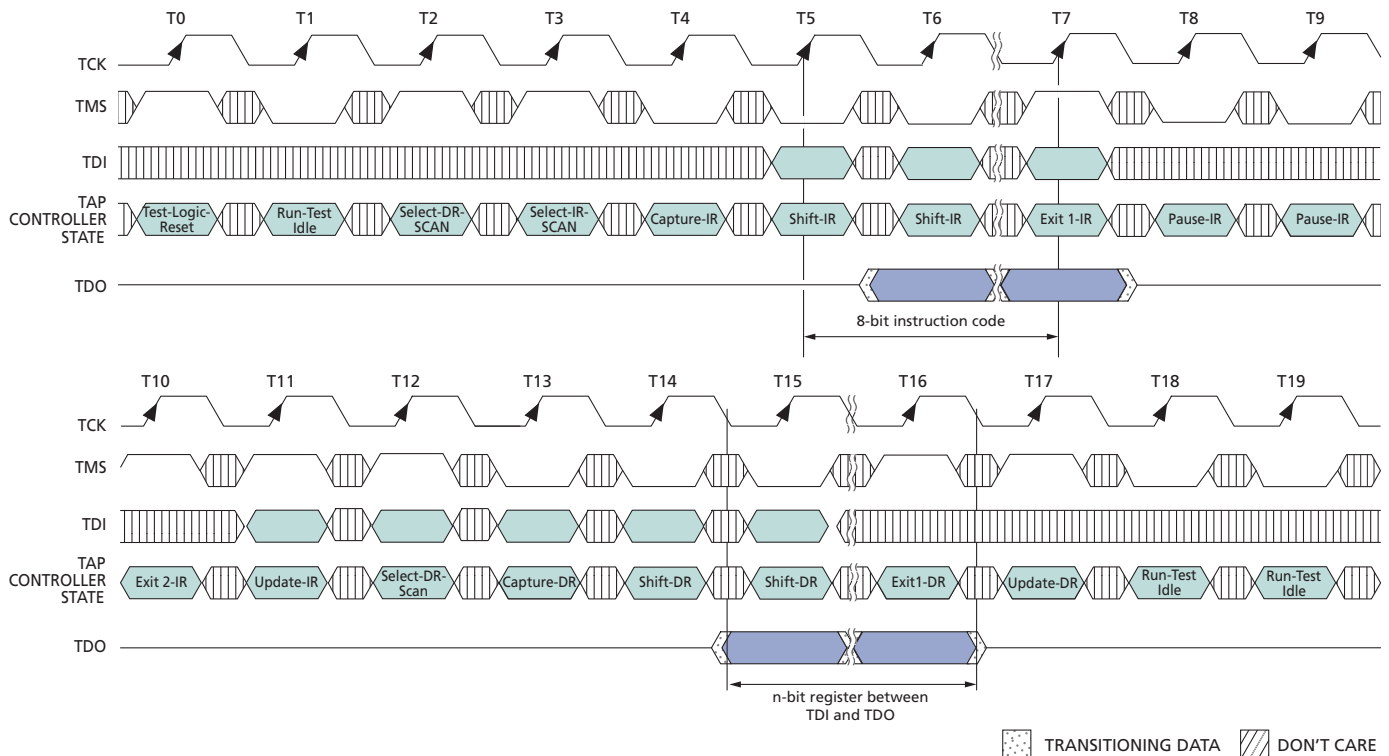 T0 T1 T2 T3 T4 T5 T6 T7 T8 T9
TCK
TMS
TDI
TAP
CONTROLLER
STATE
Test-Logic-
Reset
Run-Test
Idle
Select-DR-
SCAN
Select-IR-
SCAN
Capture-IR
Shift-IR
Shift-IR
Exit 1-IR
Pause-IR
Pause-IR
TDO
8-bit instruction code
T10 T11 T12 T13 T14 T15 T16 T17 T18 T19
TCK
TMS
TDI
TAP
CONTROLLER
STATE
Exit 2-IR
Update-IR
Select-DR-
Scan
Capture-DR
Shift-DR
Shift-DR
Exit1-DR
Update-DR
Run-Test
Idle
Run-Test
Idle
TDO
n-bit register between
TDI and TDO
TRANSITIONING DATA
DON'T CARE